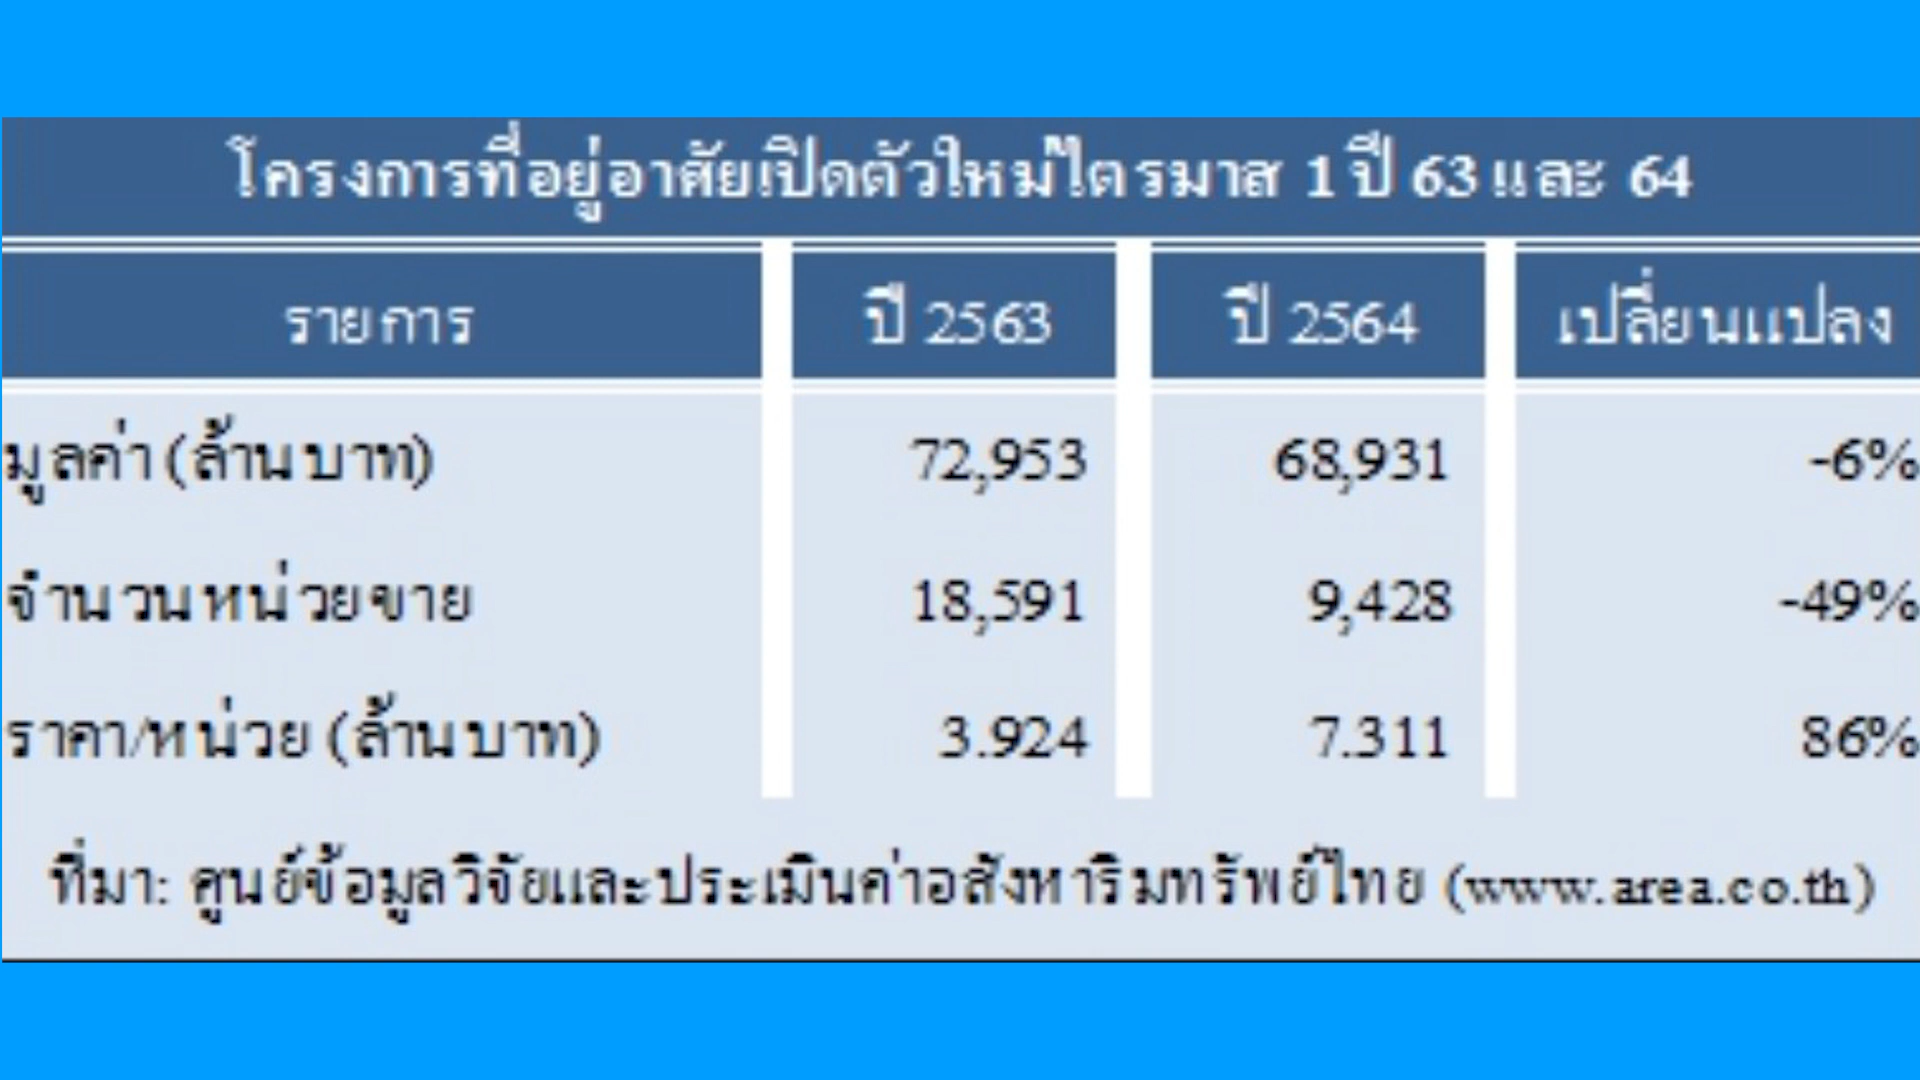 โครงการที่อยู่อาศัยเปิดตัวใหม่ไตรมาส 1 ปี 63 และ 64
รายการ ปี 2563 ปี 2564 เปลี่ยนแปลง
มูลค่า (ล้านบาท) 72,953 68,931 -6%
จำนวนหน่วยขาย 18,591 9,428 -49%
ราคา/หน่วย (ล้านบาท) 3.924 7.311 86%
ที่มา: ศูนย์ข้อมูลวิจัยและประเมินค่าอสังหาริมทรัพย์ไทย (www.area.co.th)